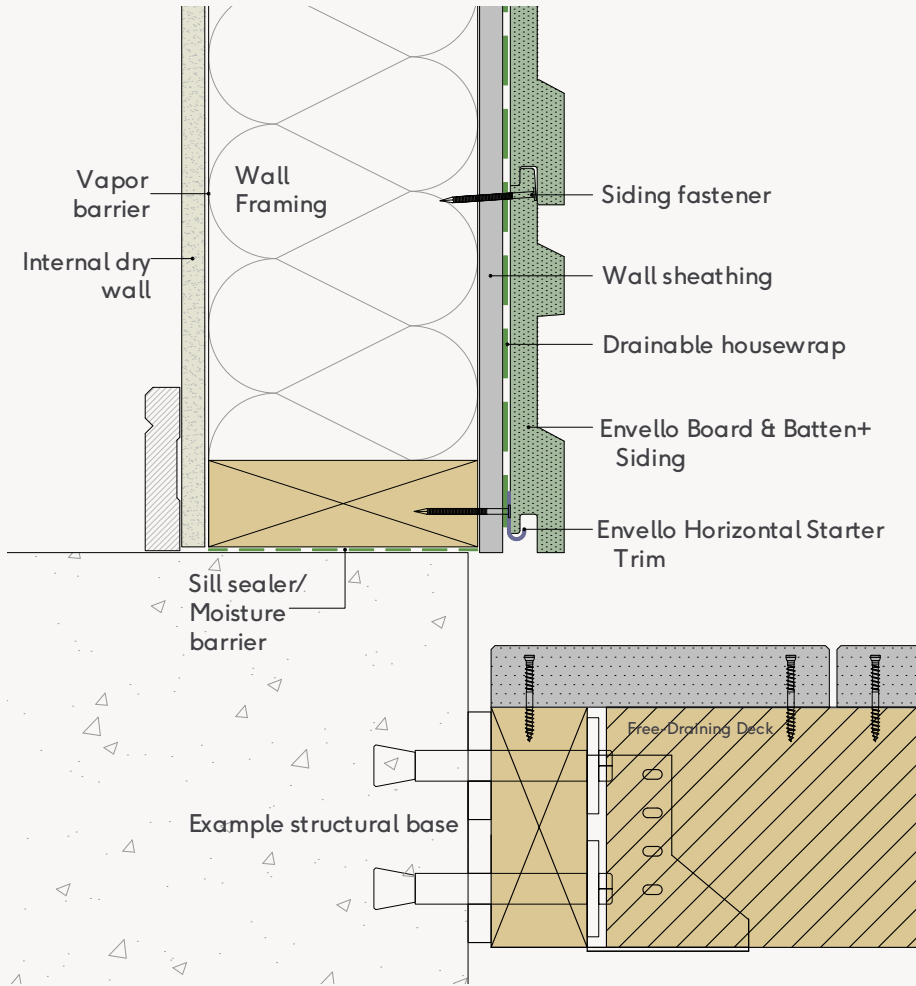 Vapor
barrier
Wall
Framing
Siding fastener
Internal dry
wall
Wall sheathing
Drainable housewrap
Envello Board & Batten+
Siding
Envello Horizontal Starter
Trim
Sill sealer/
Moisture
barrier
Free-Draining Deck
Example structural base